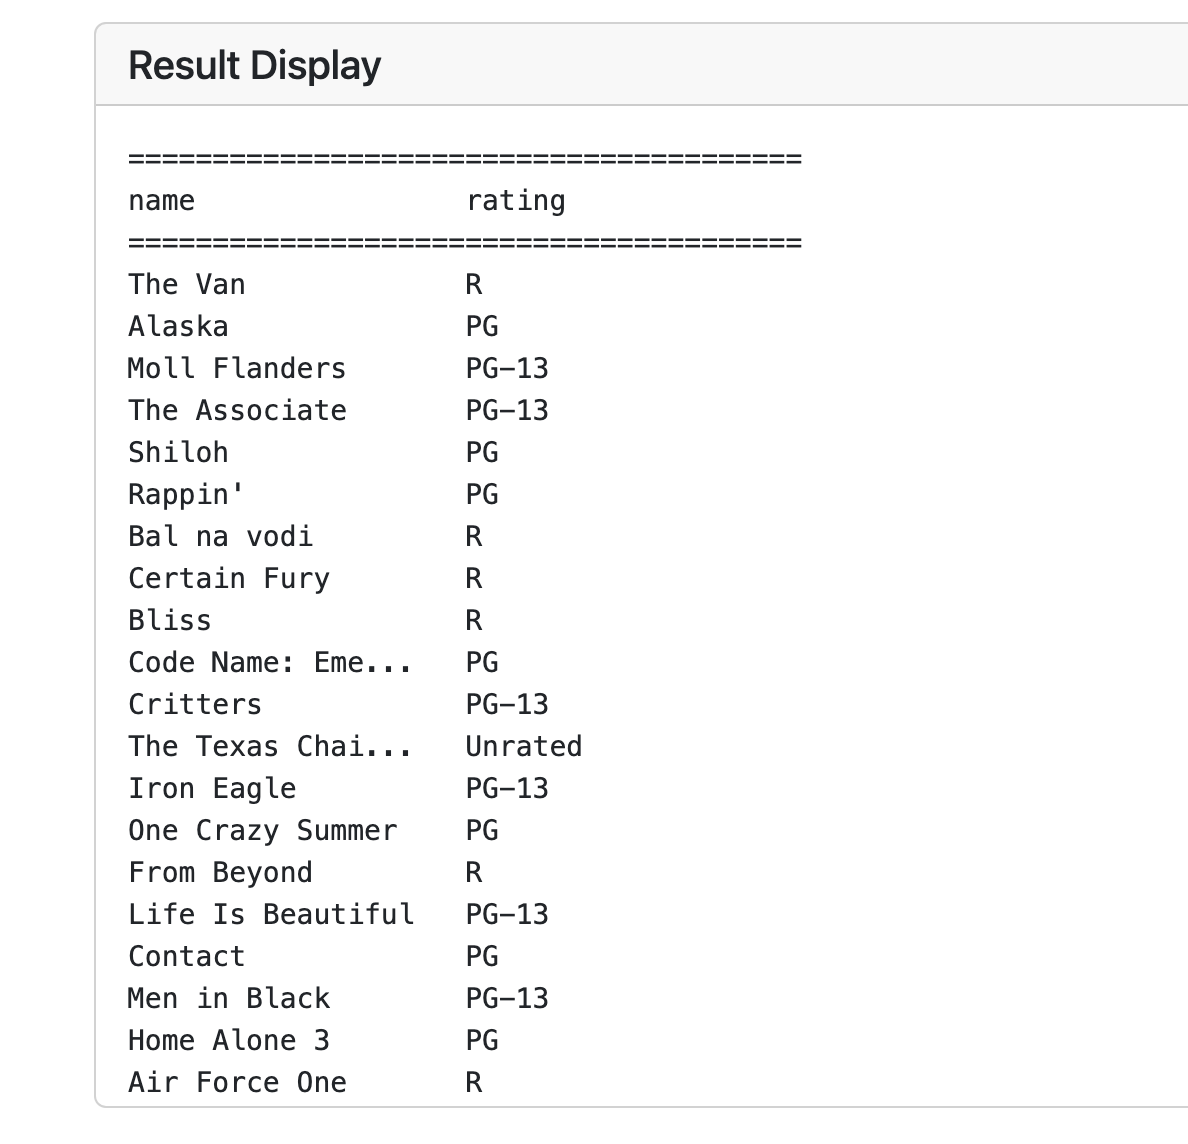 Result Display
========================================
name                rating
========================================
The Van             R
Alaska              PG
Moll Flanders       PG-13
The Associate       PG-13
Shiloh              PG
Rappin'             PG
Bal na vodi         R
Certain Fury        R
Bliss               R
Code Name: Eme...   PG
Critters            PG-13
The Texas Chai...   Unrated
Iron Eagle          PG-13
One Crazy Summer    PG
From Beyond         R
Life Is Beautiful   PG-13
Contact             PG
Men in Black        PG-13
Home Alone 3        PG
Air Force One       R